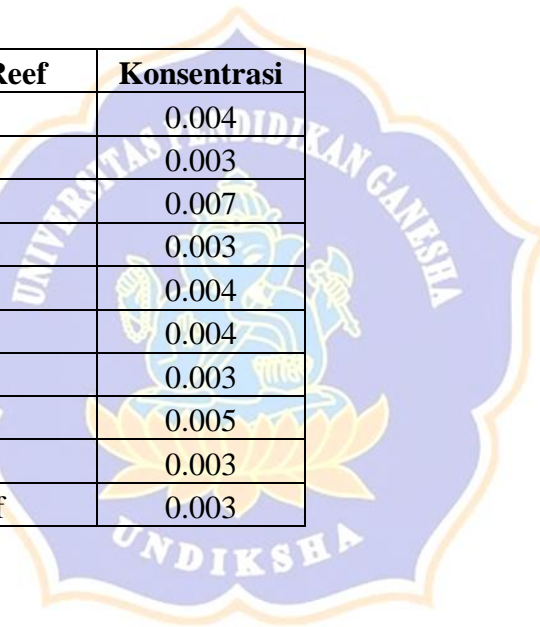 Reef Konsentrasi
0.004
0.003
0.007
0.003
0.004
0.004
0.003
0.005
0.003
f 0.003
UNIVERSITAS PENDIDIKAN GANESHA
UNDIKSHA